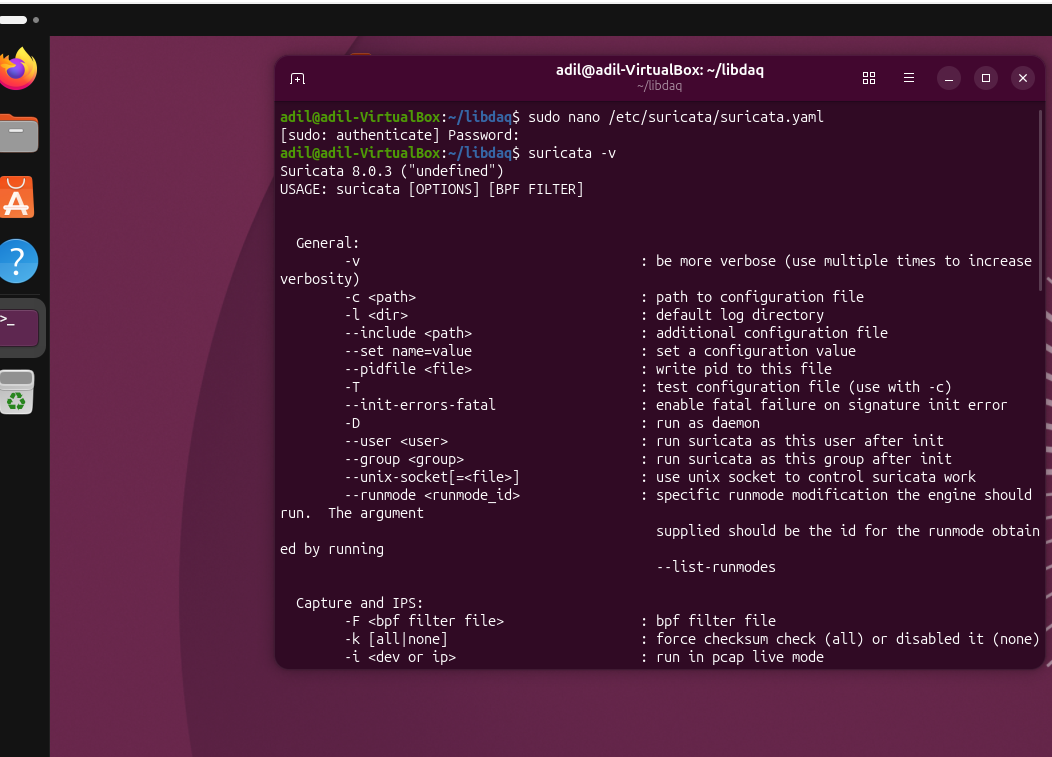 adil@adil-VirtualBox: ~/libdaq
~/libdaq
adil@adil-VirtualBox:~/libdaq$ sudo nano /etc/suricata/suricata.yaml
[sudo: authenticate] Password:
adil@adil-VirtualBox:~/libdaq$ suricata -v
Suricata 8.0.3 ("undefined")
USAGE: suricata [OPTIONS] [BPF FILTER]
General:
-v : be more verbose (use multiple times to increase
verbosity)
-c <path> : path to configuration file
-l <dir> : default log directory
--include <path> : additional configuration file
--set name=value : set a configuration value
--pidfile <file> : write pid to this file
-T : test configuration file (use with -c)
--init-errors-fatal : enable fatal failure on signature init error
-D : run as daemon
--user <user> : run suricata as this user after init
--group <group> : run suricata as this group after init
--unix-socket[=<file>] : use unix socket to control suricata work
--runmode <runmode_id> : specific runmode modification the engine should
run.  The argument
supplied should be the id for the runmode obtain
ed by running
--list-runmodes
Capture and IPS:
-F <bpf filter file> : bpf filter file
-k [all|none] : force checksum check (all) or disabled it (none)
-i <dev or ip> : run in pcap live mode